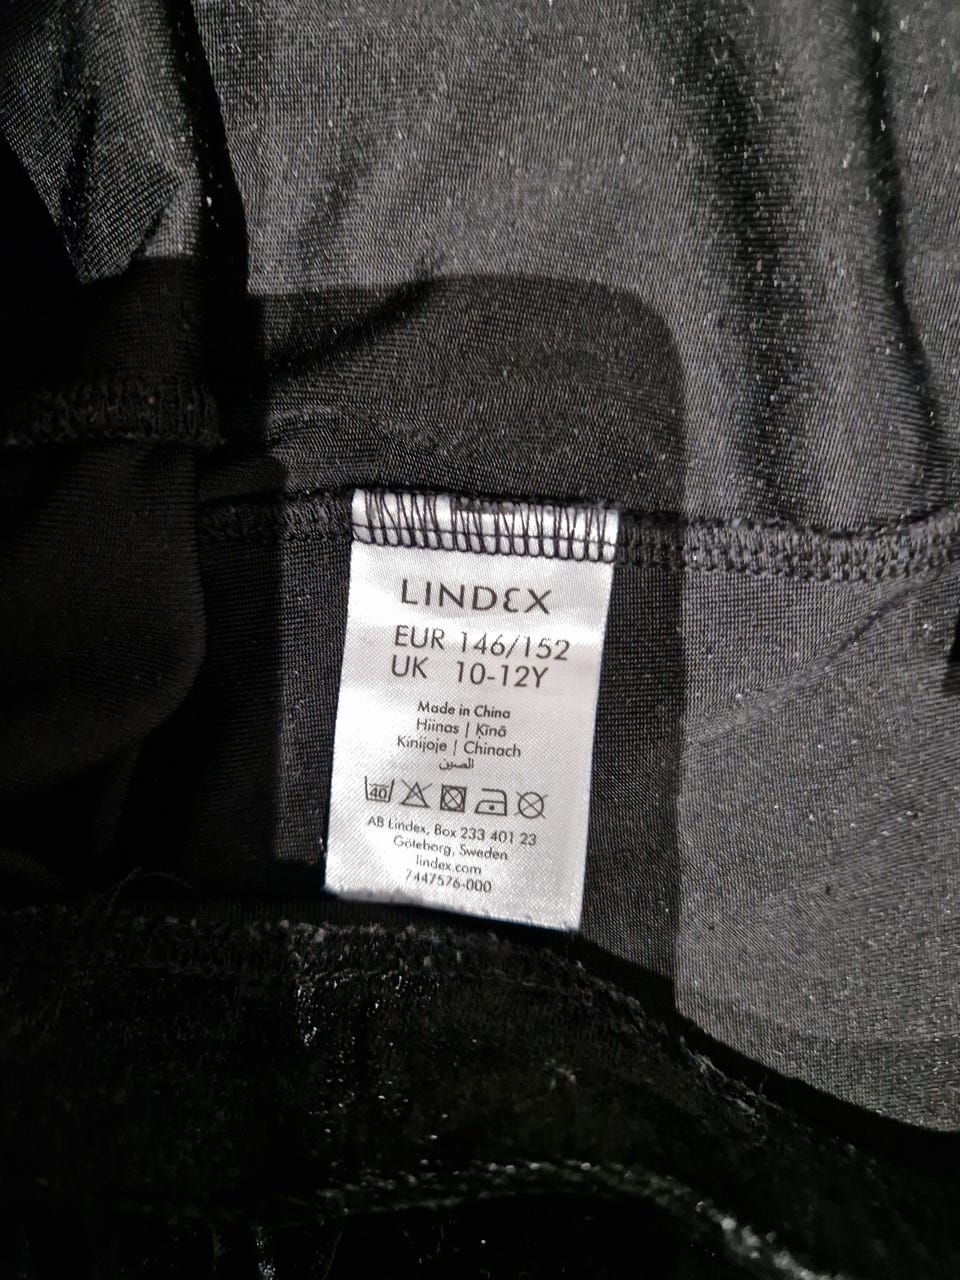 LINDEX
EUR 146/152
UK 10-12Y
Made in China
Hiinas | Ķīnā
Kinijoje | Chinach
الصين
40
AB Lindex, Box 233 401 23
Göteborg, Sweden
lindex.com
7447576-000